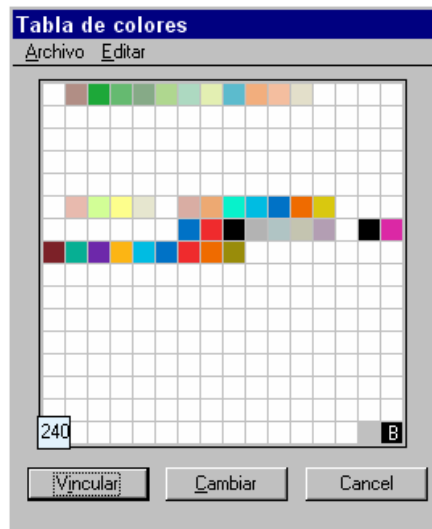 Tabla de colores
Archivo Editar
240
B
Vincular Cambiar Cancel